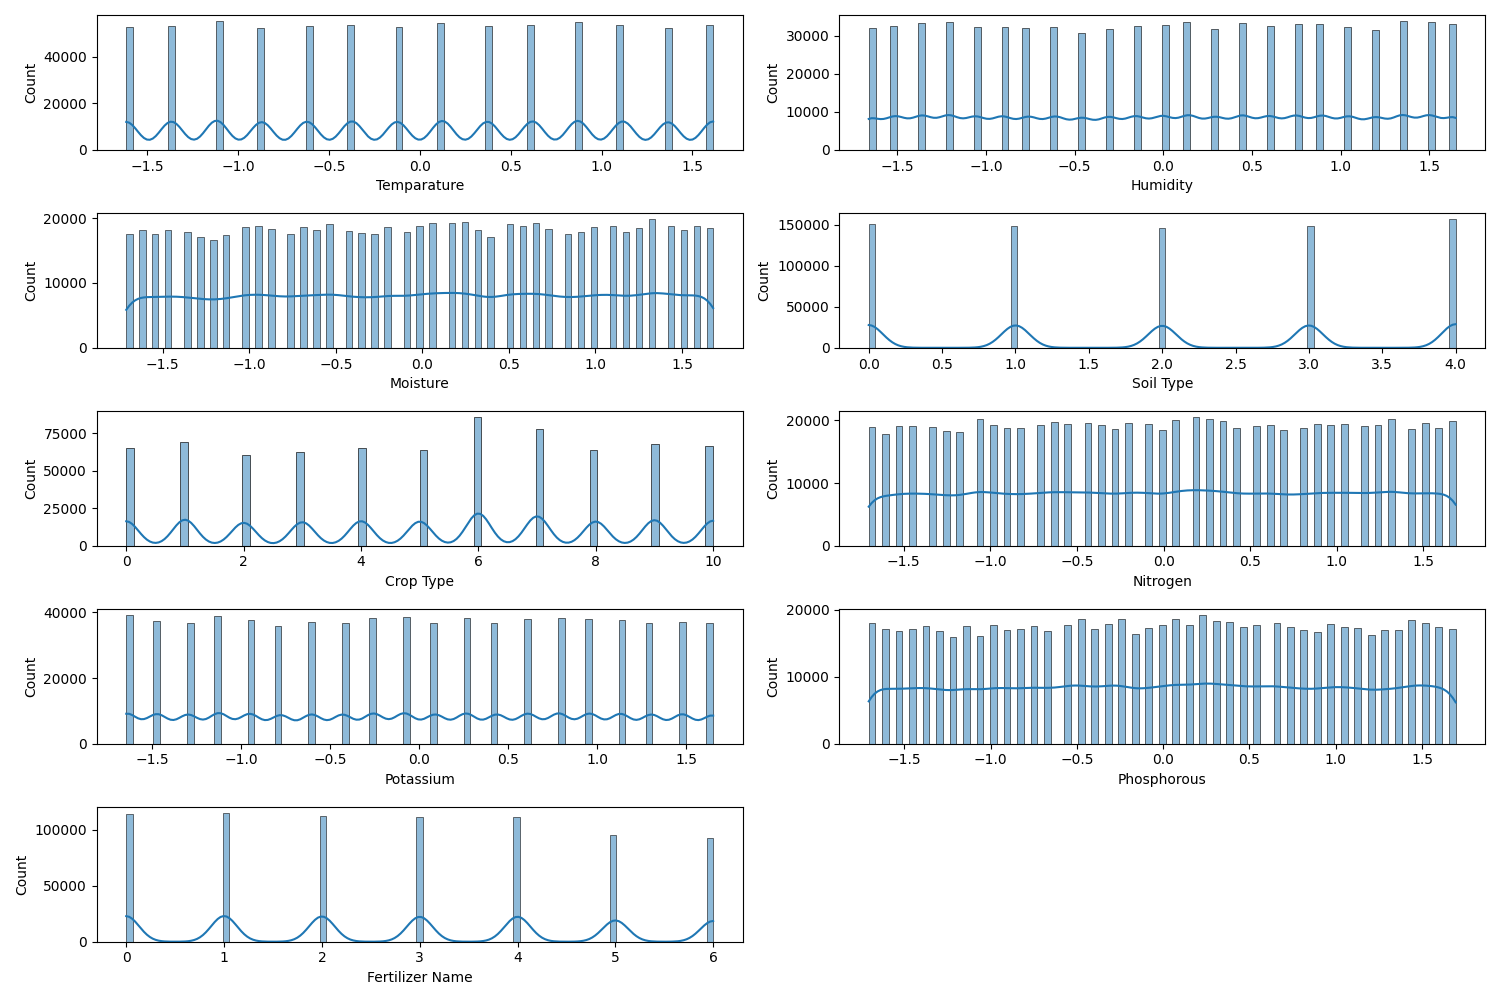 40000
20000
0
Count
−1.5 −1.0 −0.5 0.0 0.5 1.0 1.5
Temparature
30000
20000
10000
0
Count
−1.5 −1.0 −0.5 0.0 0.5 1.0 1.5
Humidity
20000
10000
0
Count
−1.5 −1.0 −0.5 0.0 0.5 1.0 1.5
Moisture
150000
100000
50000
0
Count
0.0 0.5 1.0 1.5 2.0 2.5 3.0 3.5 4.0
Soil Type
75000
50000
25000
0
Count
0 2 4 6 8 10
Crop Type
20000
10000
0
Count
−1.5 −1.0 −0.5 0.0 0.5 1.0 1.5
Nitrogen
40000
20000
0
Count
−1.5 −1.0 −0.5 0.0 0.5 1.0 1.5
Potassium
20000
10000
0
Count
−1.5 −1.0 −0.5 0.0 0.5 1.0 1.5
Phosphorous
100000
50000
0
Count
0 1 2 3 4 5 6
Fertilizer Name